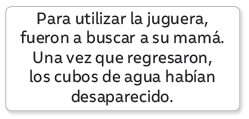 Para utilizar la juguera,
fueron a buscar a su mamá.
Una vez que regresaron,
los cubos de agua habían
desaparecido.